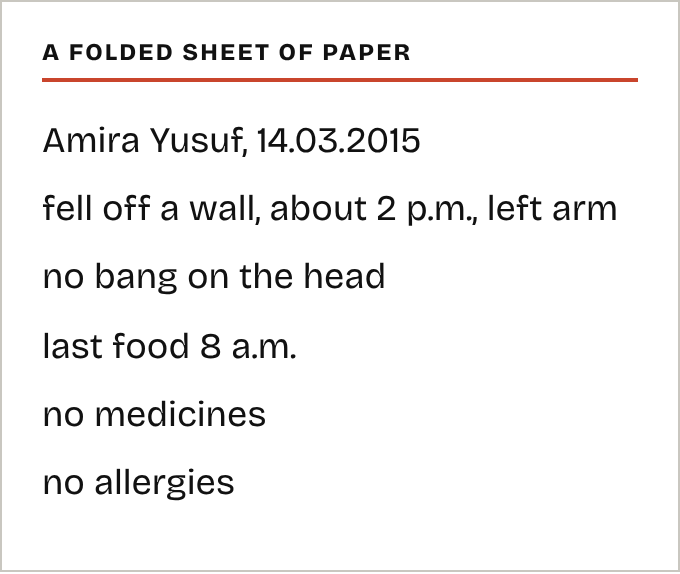 A FOLDED SHEET OF PAPER
Amira Yusuf, 14.03.2015
fell off a wall, about 2 p.m., left arm
no bang on the head
last food 8 a.m.
no medicines
no allergies